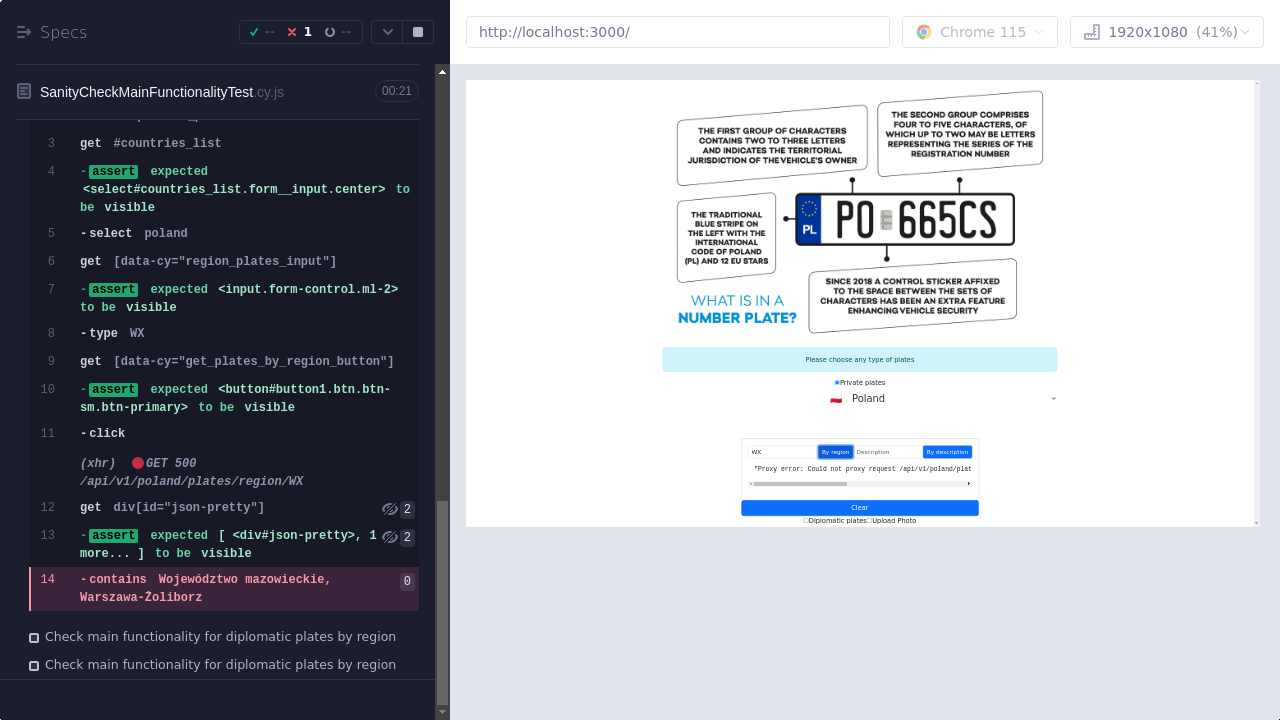 Specs
-- 1 --
http://localhost:3000/
Chrome 115
1920x1080 (41%)
SanityCheckMainFunctionalityTest.cy.js
00:21
3 get #countries_list
4 -assert expected
<select#countries_list.form__input.center> to
be visible
5 -select poland
6 get [data-cy="region_plates_input"]
7 -assert expected <input.form-control.ml-2>
to be visible
8 -type WX
9 get [data-cy="get_plates_by_region_button"]
10 -assert expected <button#button1.btn.btn-
sm.btn-primary> to be visible
11 -click
(xhr) GET 500
/api/v1/poland/plates/region/WX
12 get div[id="json-pretty"] 2
13 -assert expected [ <div#json-pretty>, 1 2
more... ] to be visible
14 -contains Województwo mazowieckie, 0
Warszawa-Żoliborz
Check main functionality for diplomatic plates by region
Check main functionality for diplomatic plates by region
THE FIRST GROUP OF CHARACTERS
CONTAINS TWO TO THREE LETTERS
AND INDICATES THE TERRITORIAL
JURISDICTION OF THE VEHICLE'S OWNER
THE SECOND GROUP COMPRISES
FOUR TO FIVE CHARACTERS, OF
WHICH UP TO TWO MAY BE LETTERS
REPRESENTING THE SERIES OF THE
REGISTRATION NUMBER
THE TRADITIONAL
BLUE STRIPE ON
THE LEFT WITH THE
INTERNATIONAL
CODE OF POLAND
(PL) AND 12 EU STARS
PL
PO 665CS
SINCE 2018 A CONTROL STICKER AFFIXED
TO THE SPACE BETWEEN THE SETS OF
CHARACTERS HAS BEEN AN EXTRA FEATURE
ENHANCING VEHICLE SECURITY
WHAT IS IN A
NUMBER PLATE?
Please choose any type of plates
Private plates
Poland
WX By region Description By description
"Proxy error: Could not proxy request /api/v1/poland/plat
Clear
Diplomatic plates Upload Photo